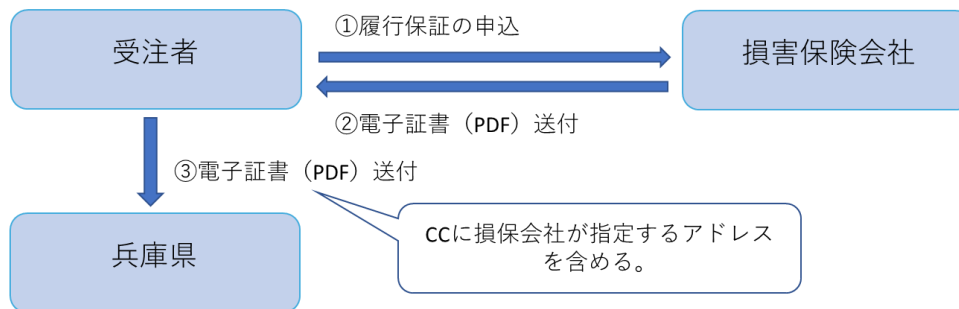 ①履行保証の申込
受注者
損害保険会社
②電子証書（PDF）送付
③電子証書（PDF）送付
CCに損保会社が指定するアドレス
を含める。
兵庫県